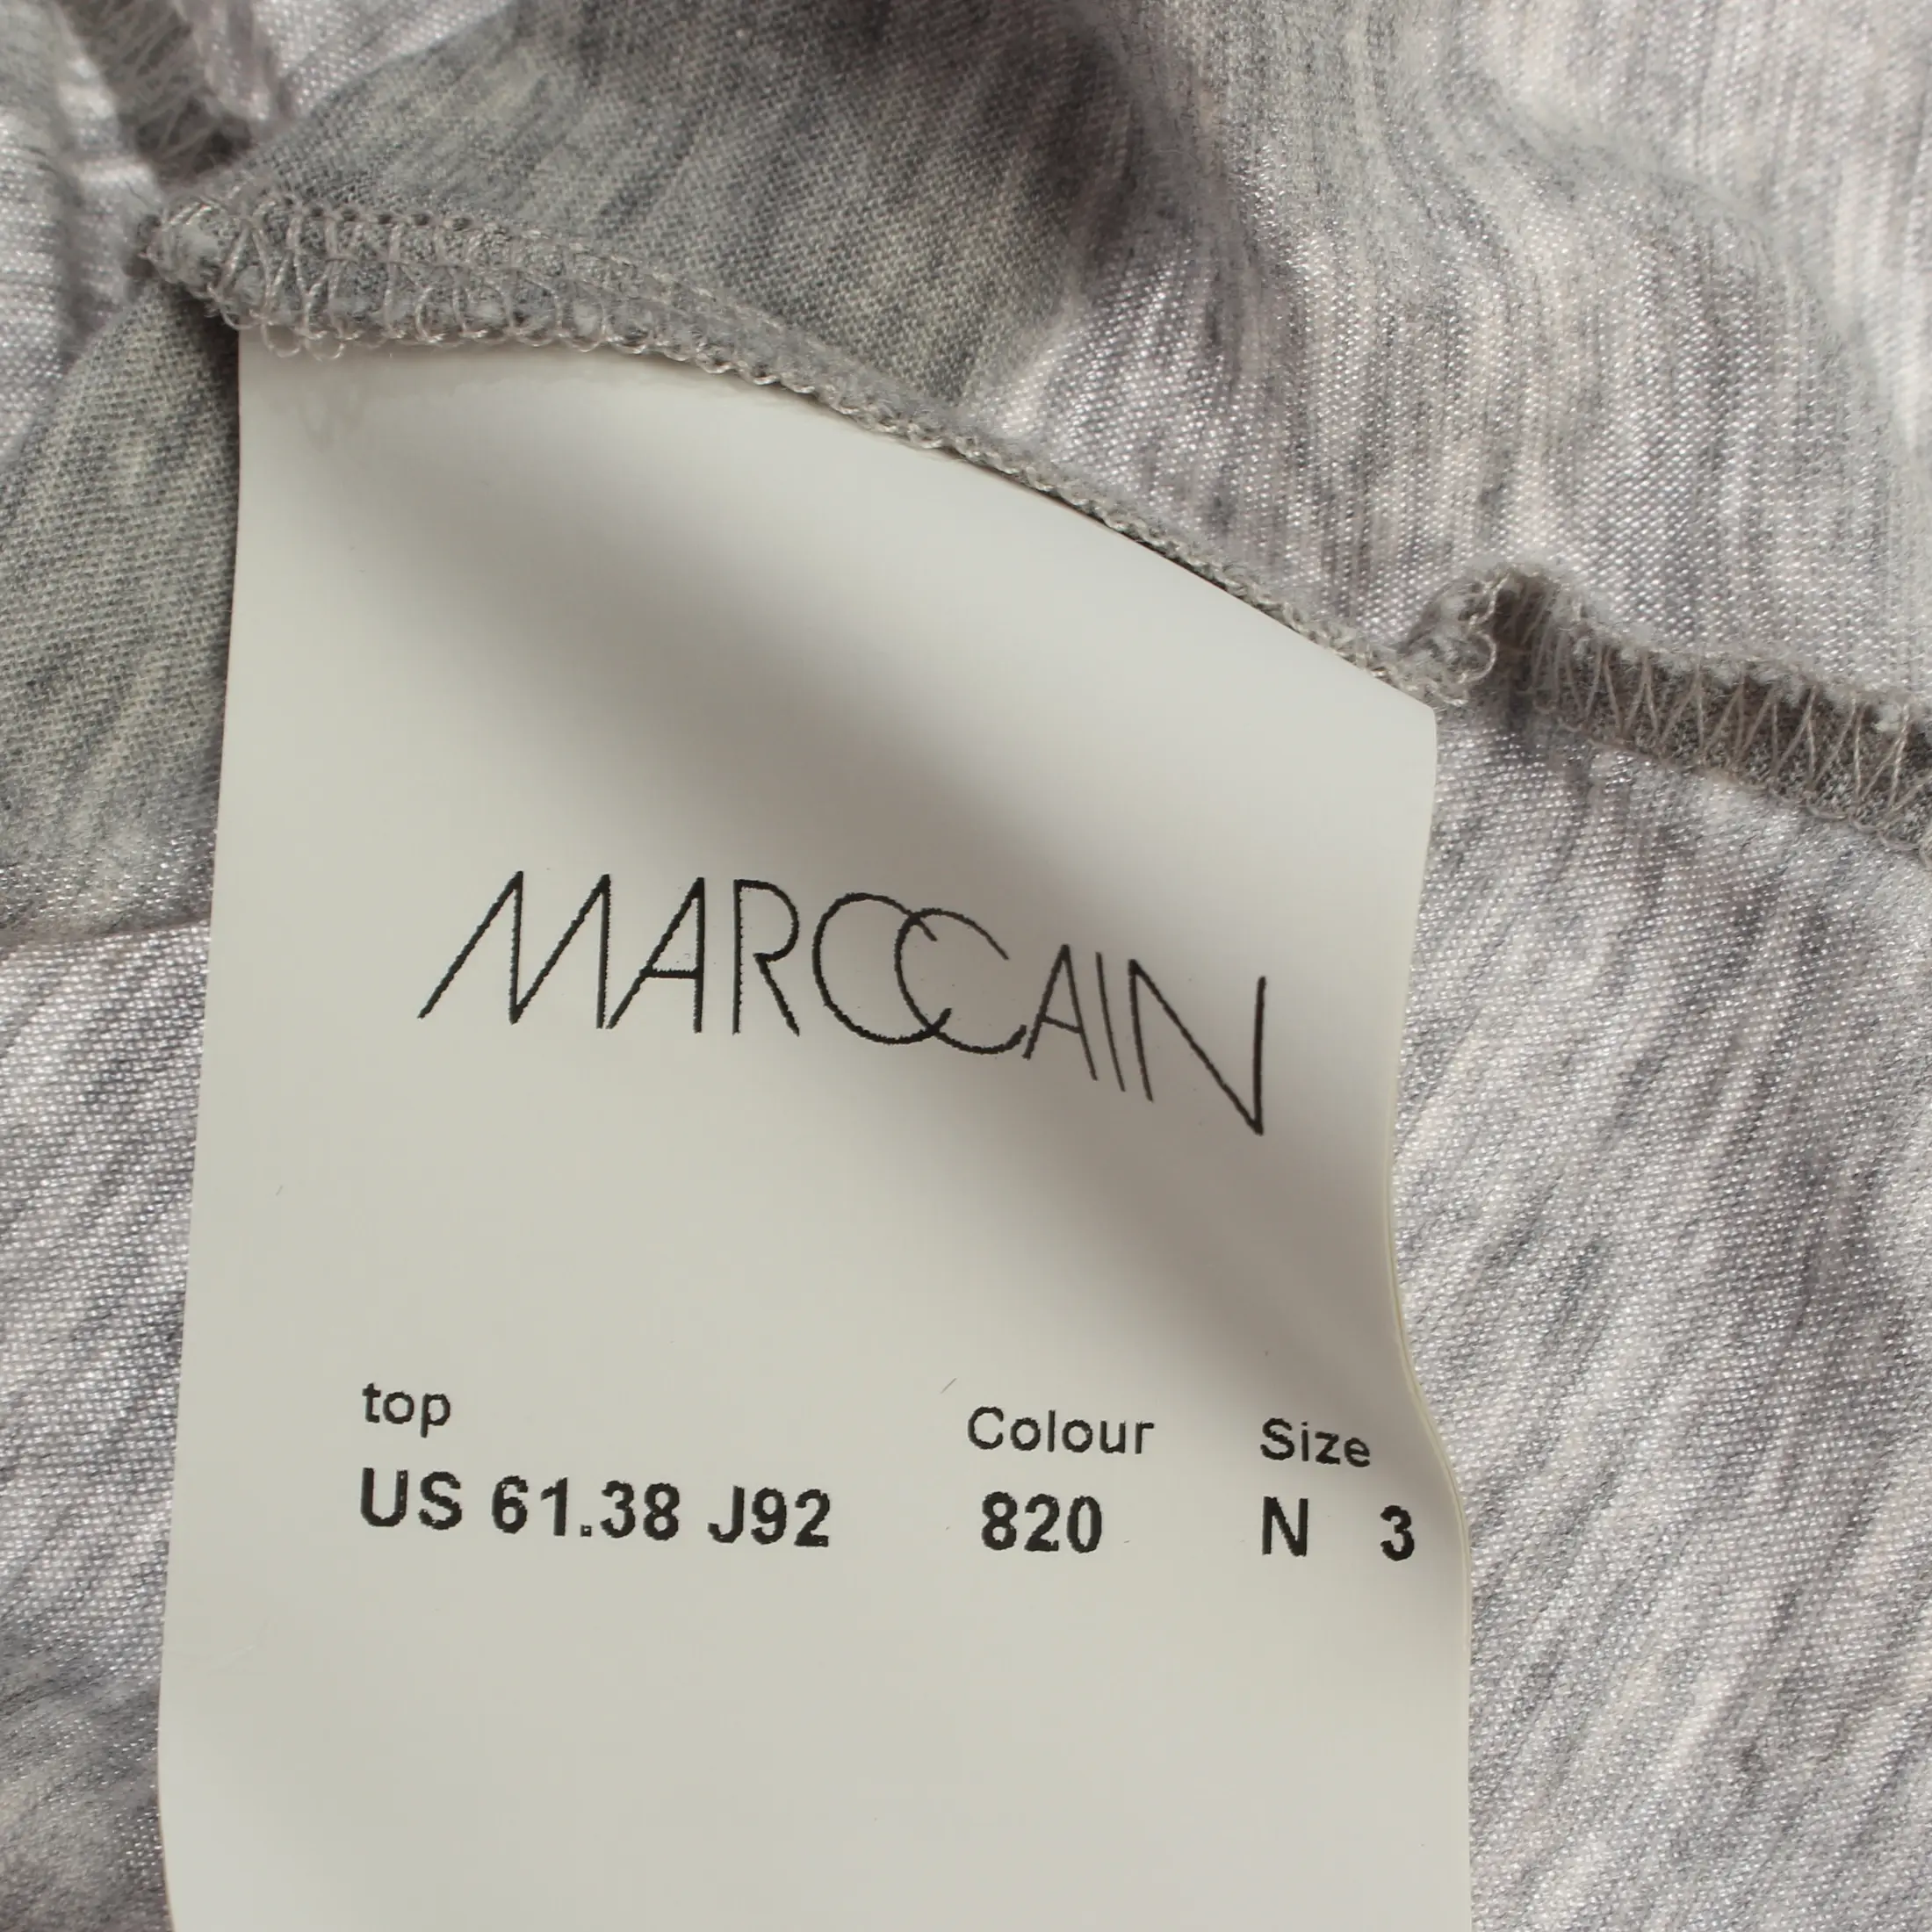 MARCCAIN
top Colour Size
US 61.38 J92 820 N 3